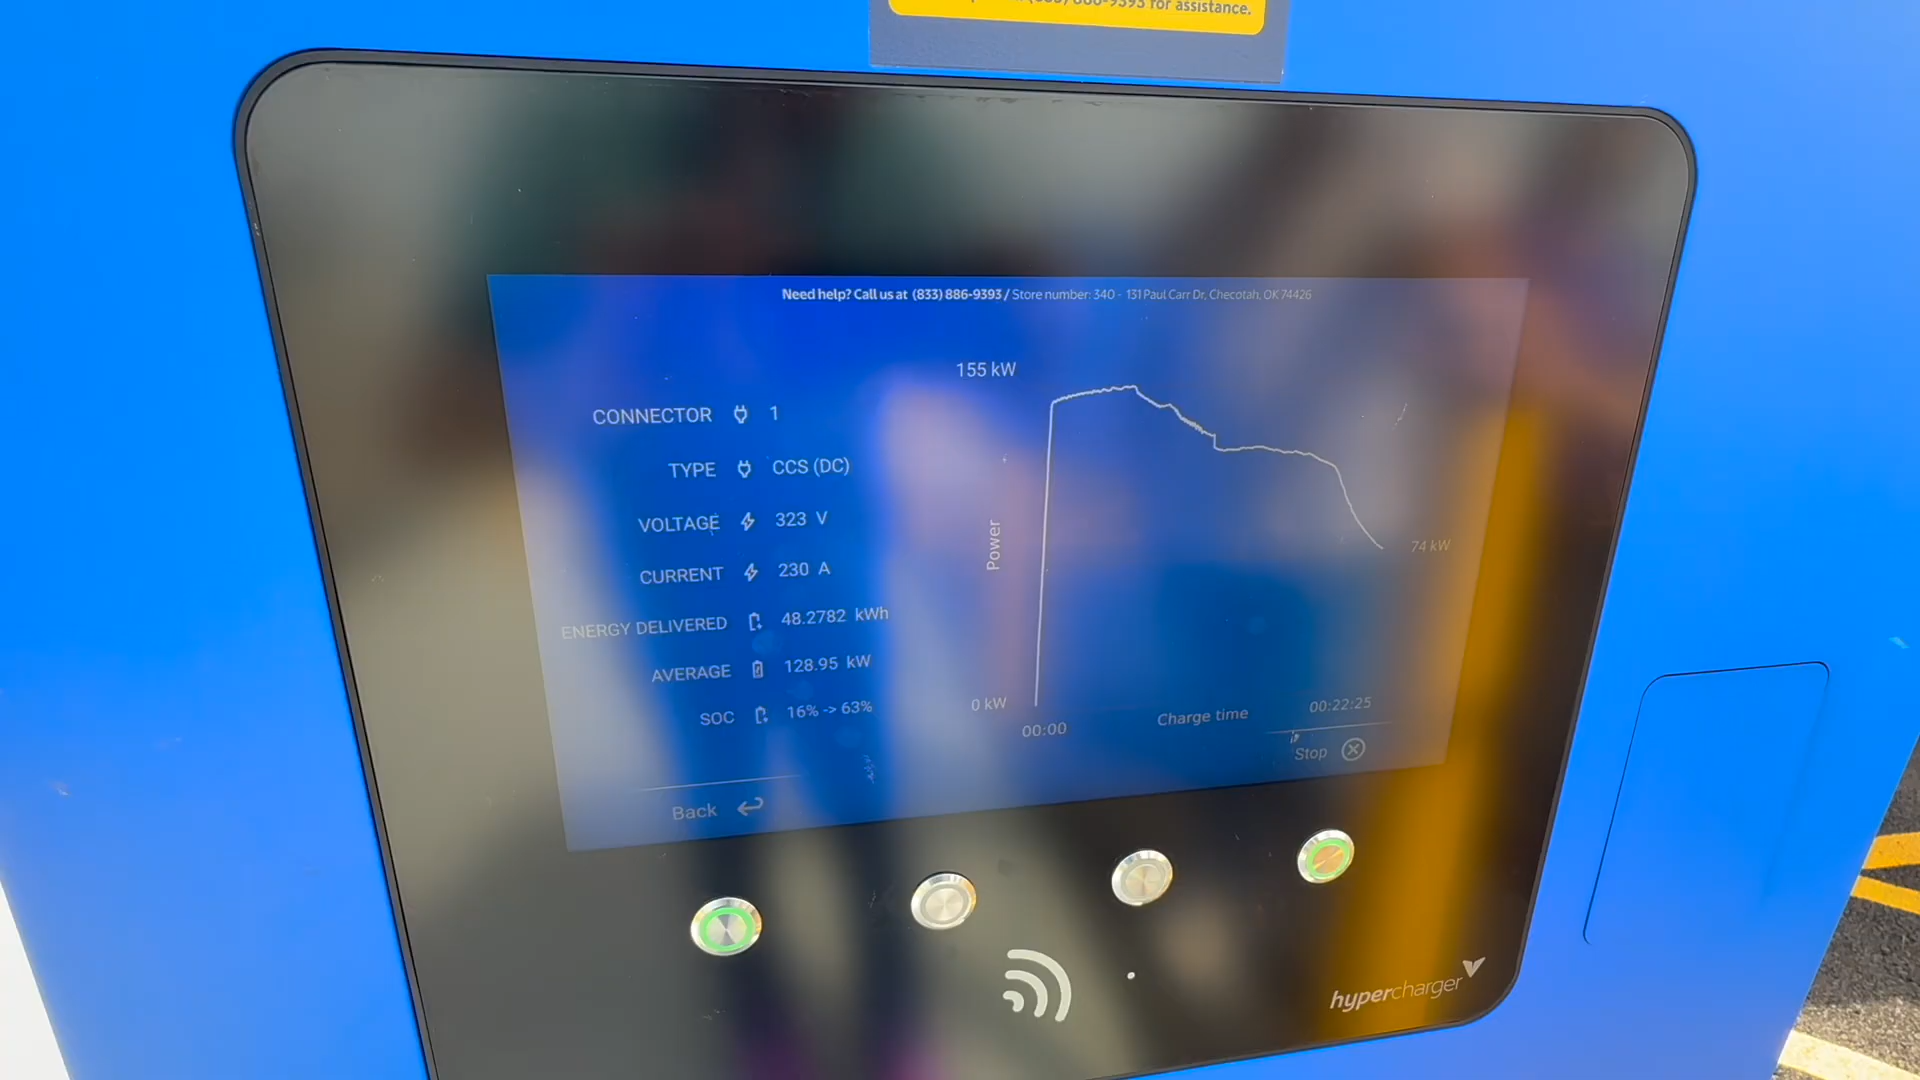 (833) 886-9393 for assistance.
Need help? Call us at (833) 886-9393 / Store number: 340 - 131 Paul Carr Dr, Checotah, OK 74426
CONNECTOR 1
TYPE CCS (DC)
VOLTAGE 323 V
CURRENT 230 A
ENERGY DELIVERED 48.2782 kWh
AVERAGE 128.95 kW
SOC 16% -> 63%
Back
155 kW
Power
74 kW
0 kW
00:00
Charge time
00:22:25
Stop
hypercharger